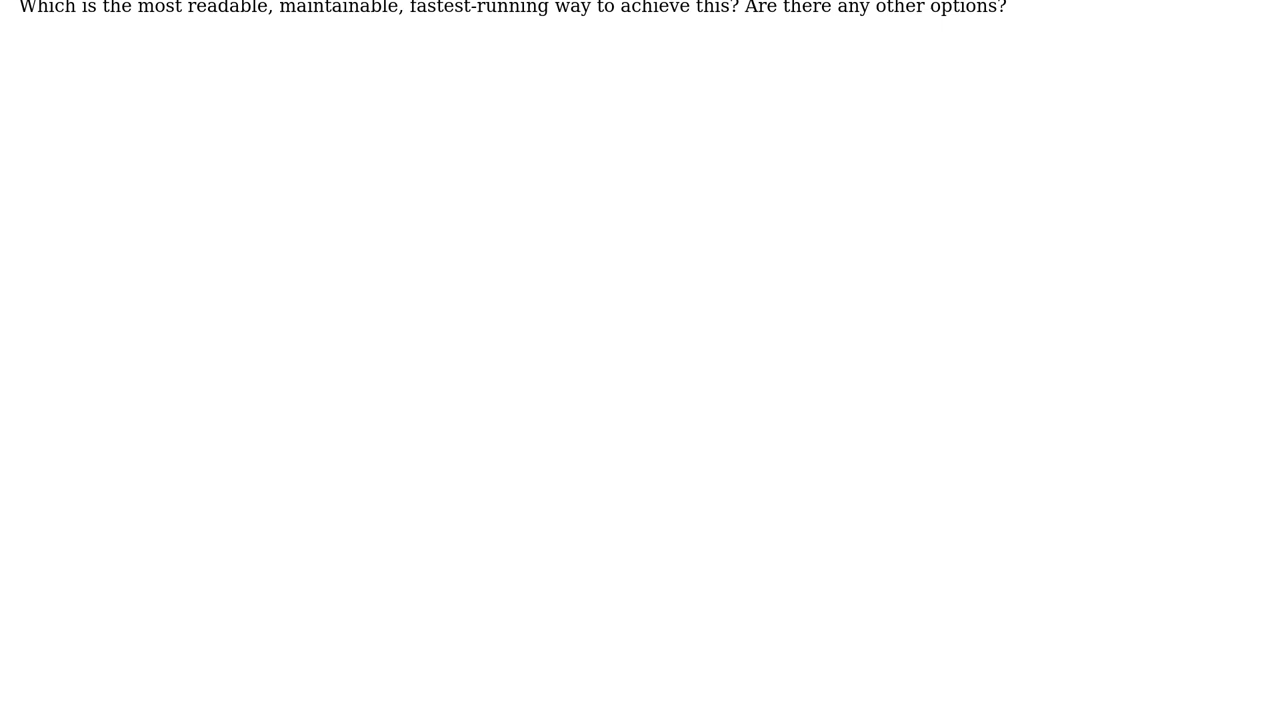 Which is the most readable, maintainable, fastest-running way to achieve this? Are there any other options?